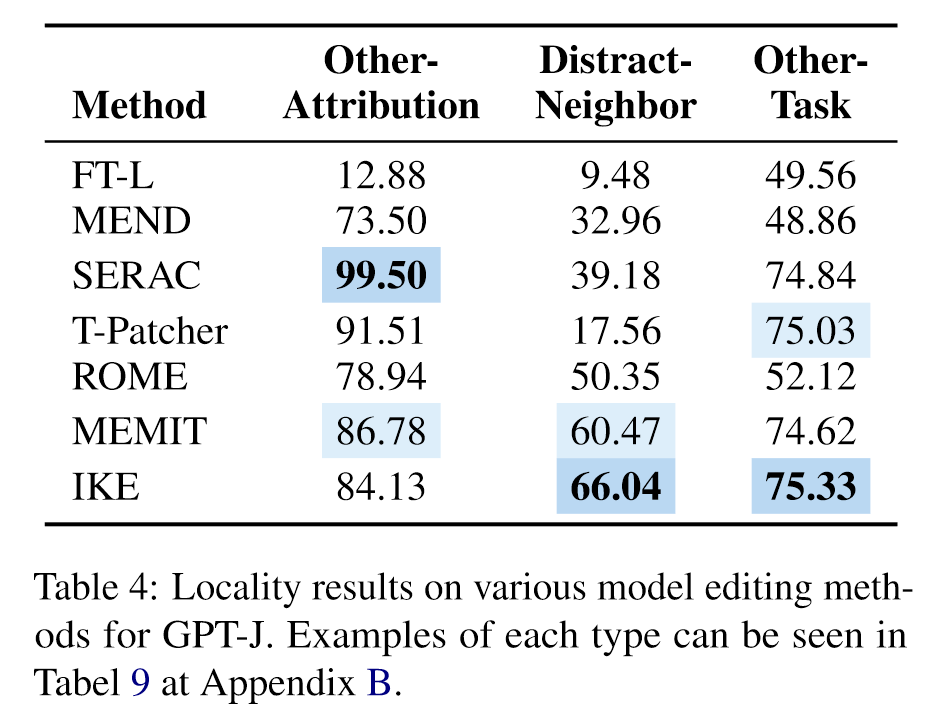 Method Other-Attribution Distract-Neighbor Other-Task
FT-L 12.88 9.48 49.56
MEND 73.50 32.96 48.86
SERAC 99.50 39.18 74.84
T-Patcher 91.51 17.56 75.03
ROME 78.94 50.35 52.12
MEMIT 86.78 60.47 74.62
IKE 84.13 66.04 75.33
Table 4: Locality results on various model editing meth-
ods for GPT-J. Examples of each type can be seen in
Tabel 9 at Appendix B.